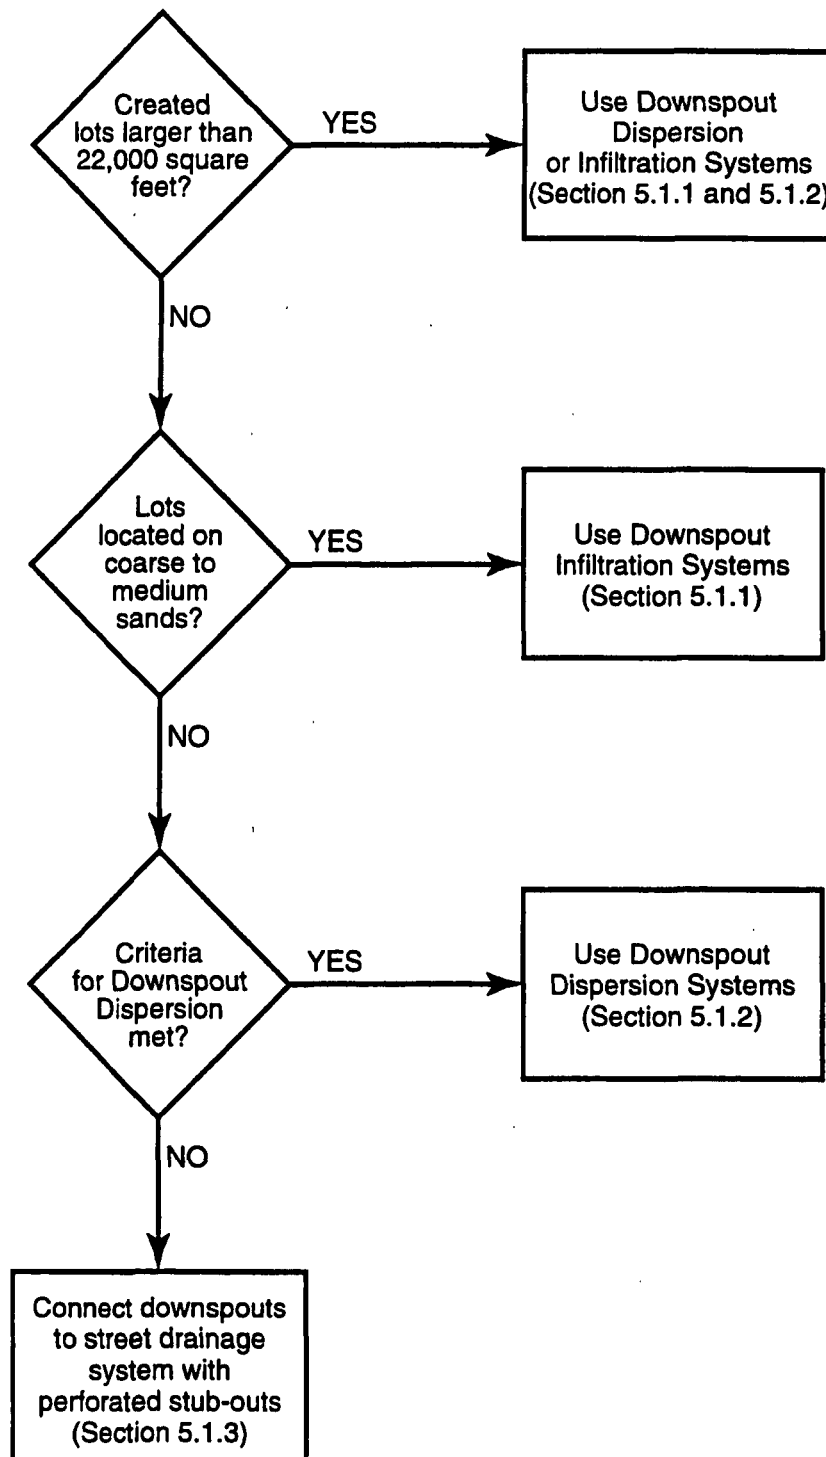 Created
lots larger than
22,000 square
feet?
YES
Use Downspout
Dispersion
or Infiltration Systems
(Section 5.1.1 and 5.1.2)
NO
Lots
located on
coarse to
medium
sands?
YES
Use Downspout
Infiltration Systems
(Section 5.1.1)
NO
Criteria
for Downspout
Dispersion
met?
YES
Use Downspout
Dispersion Systems
(Section 5.1.2)
NO
Connect downspouts
to street drainage
system with
perforated stub-outs
(Section 5.1.3)